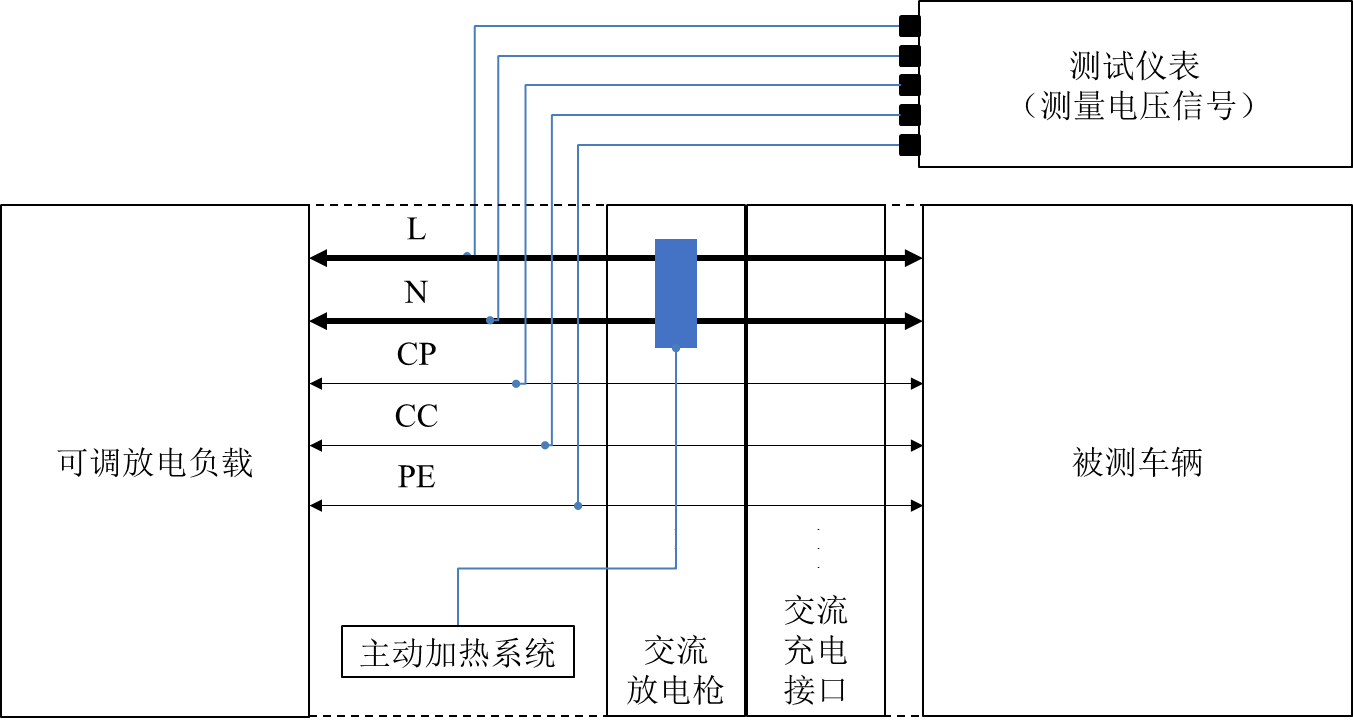 测试仪表
（测量电压信号）
L
N
CP
CC
PE
可调放电负载
被测车辆
主动加热系统
交流
放电枪
交流
充电
接口